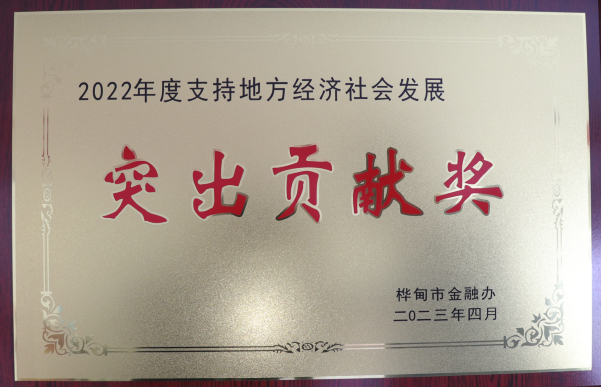 2022年度支持地方经济社会发展
突出贡献奖
桦甸市金融办
二〇二三年四月